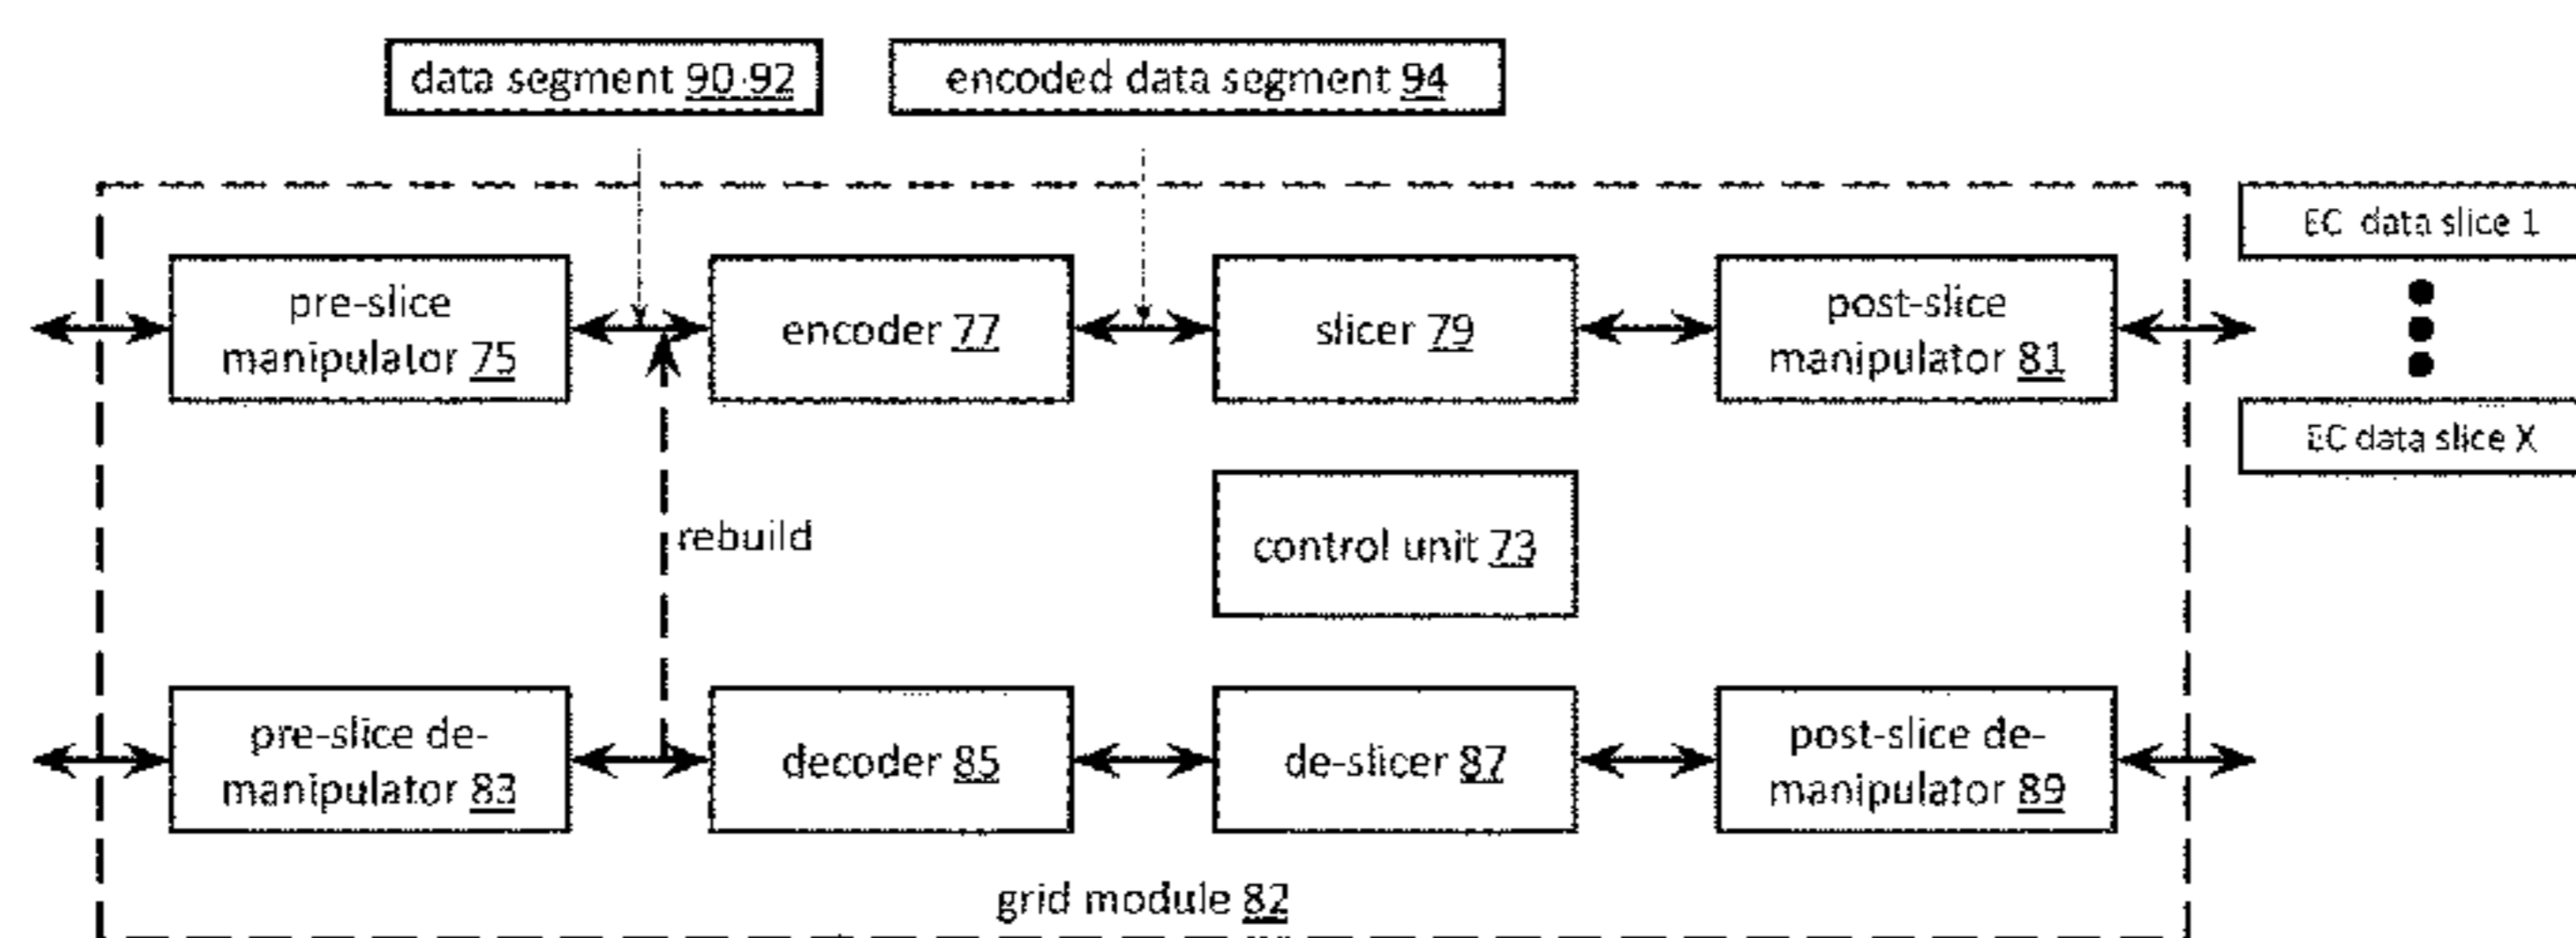 data segment 90-92
encoded data segment 94
EC data slice 1
pre-slice
manipulator 75
encoder 77
slicer 79
post-slice
manipulator 81
EC data slice X
rebuild
control unit 73
pre-slice de-
manipulator 83
decoder 85
de-slicer 87
post-slice de-
manipulator 89
grid module 82